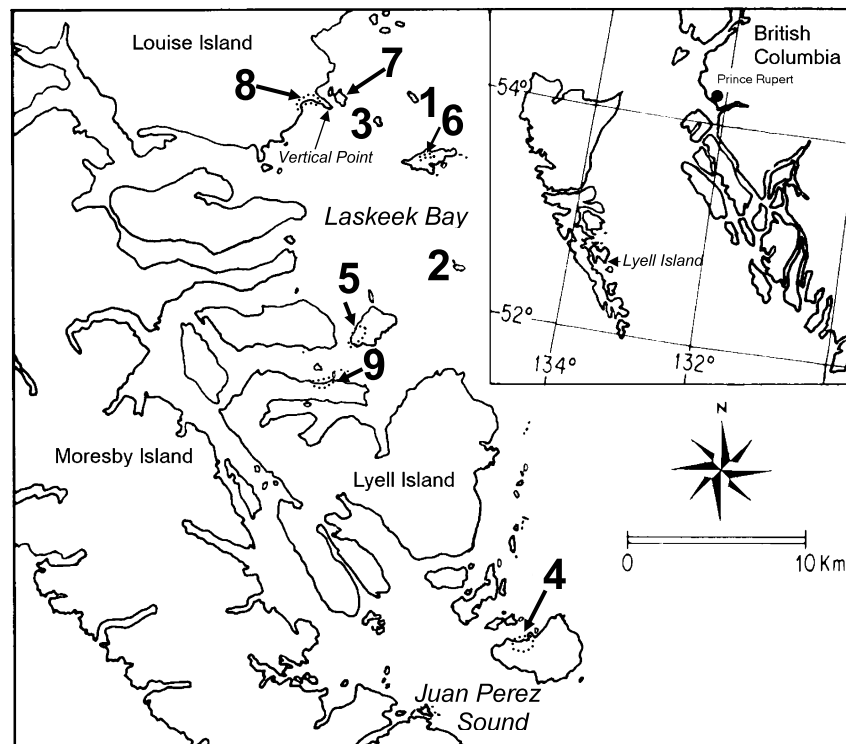 Louise Island
8
7
3
1
6
Vertical Point
Laskeek Bay
2
5
9
Moresby Island
Lyell Island
4
Juan Perez
Sound
British
Columbia
Prince Rupert
54°
Lyell Island
52°
134°
132°
N
0
10 Km